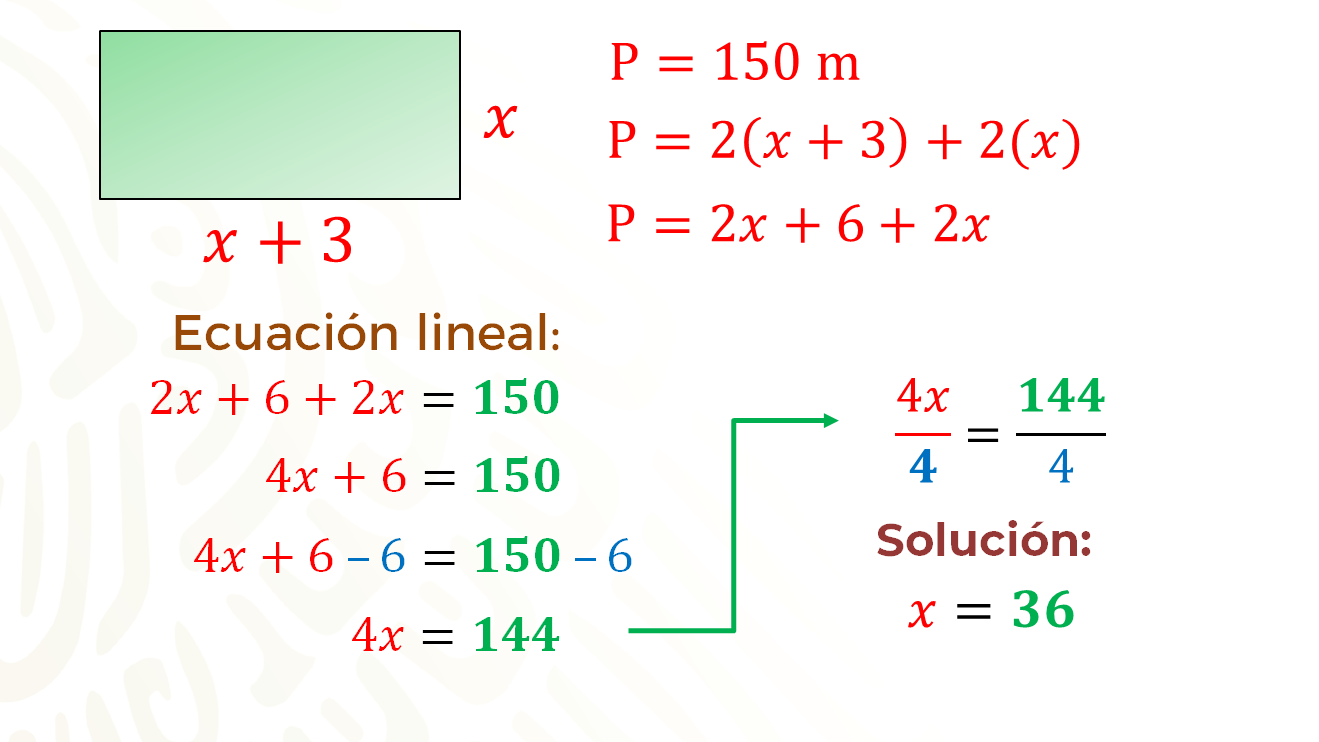 x
x + 3
P = 150 m
P = 2(x + 3) + 2(x)
P = 2x + 6 + 2x
Ecuación lineal:
2x + 6 + 2x = 150
4x + 6 = 150
4x + 6 – 6 = 150 – 6
4x = 144
4x/4 = 144/4
Solución:
x = 36